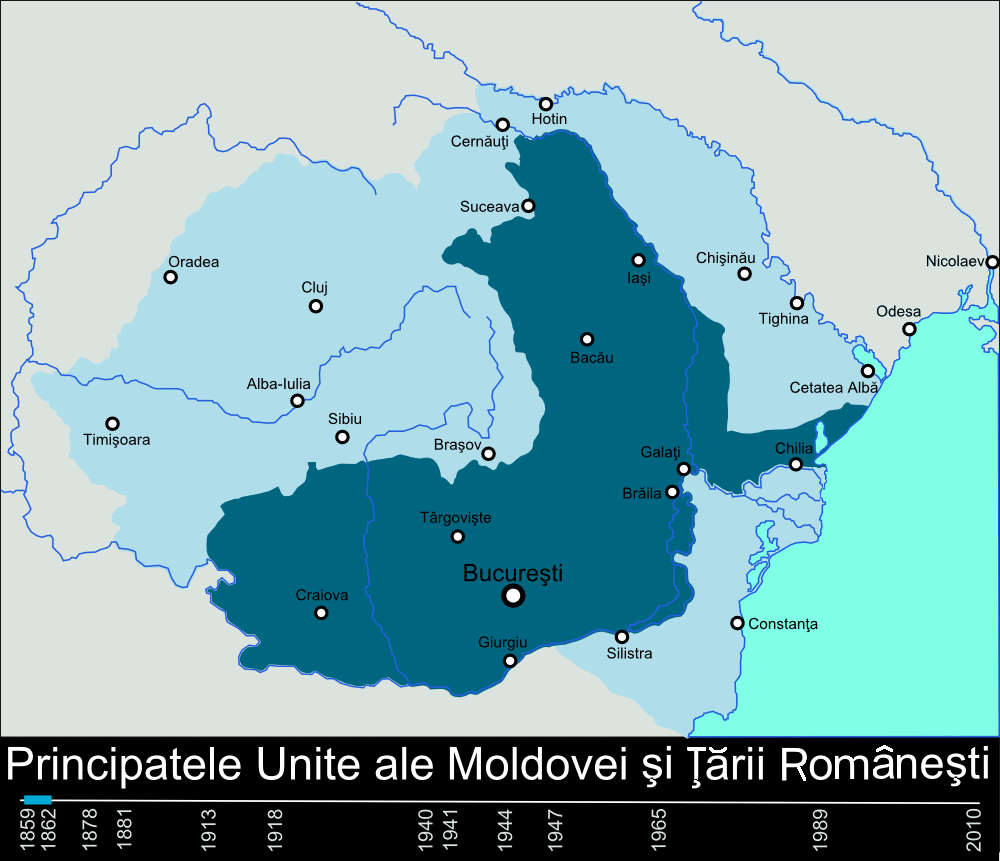 Hotin
Cernăuţi
Suceava
Oradea
Chişinău
Nicolaev
Iaşi
Cluj
Odesa
Tighina
Bacău
Alba-Iulia
Cetatea Albă
Sibiu
Timişoara
Braşov
Galaţi
Chilia
Brăila
Târgovişte
Bucureşti
Craiova
Constanţa
Giurgiu
Silistra
Principatele Unite ale Moldovei şi Ţării Româneşti
1859
1862
1878
1881
1913
1918
1940
1941
1944
1947
1965
1989
2010